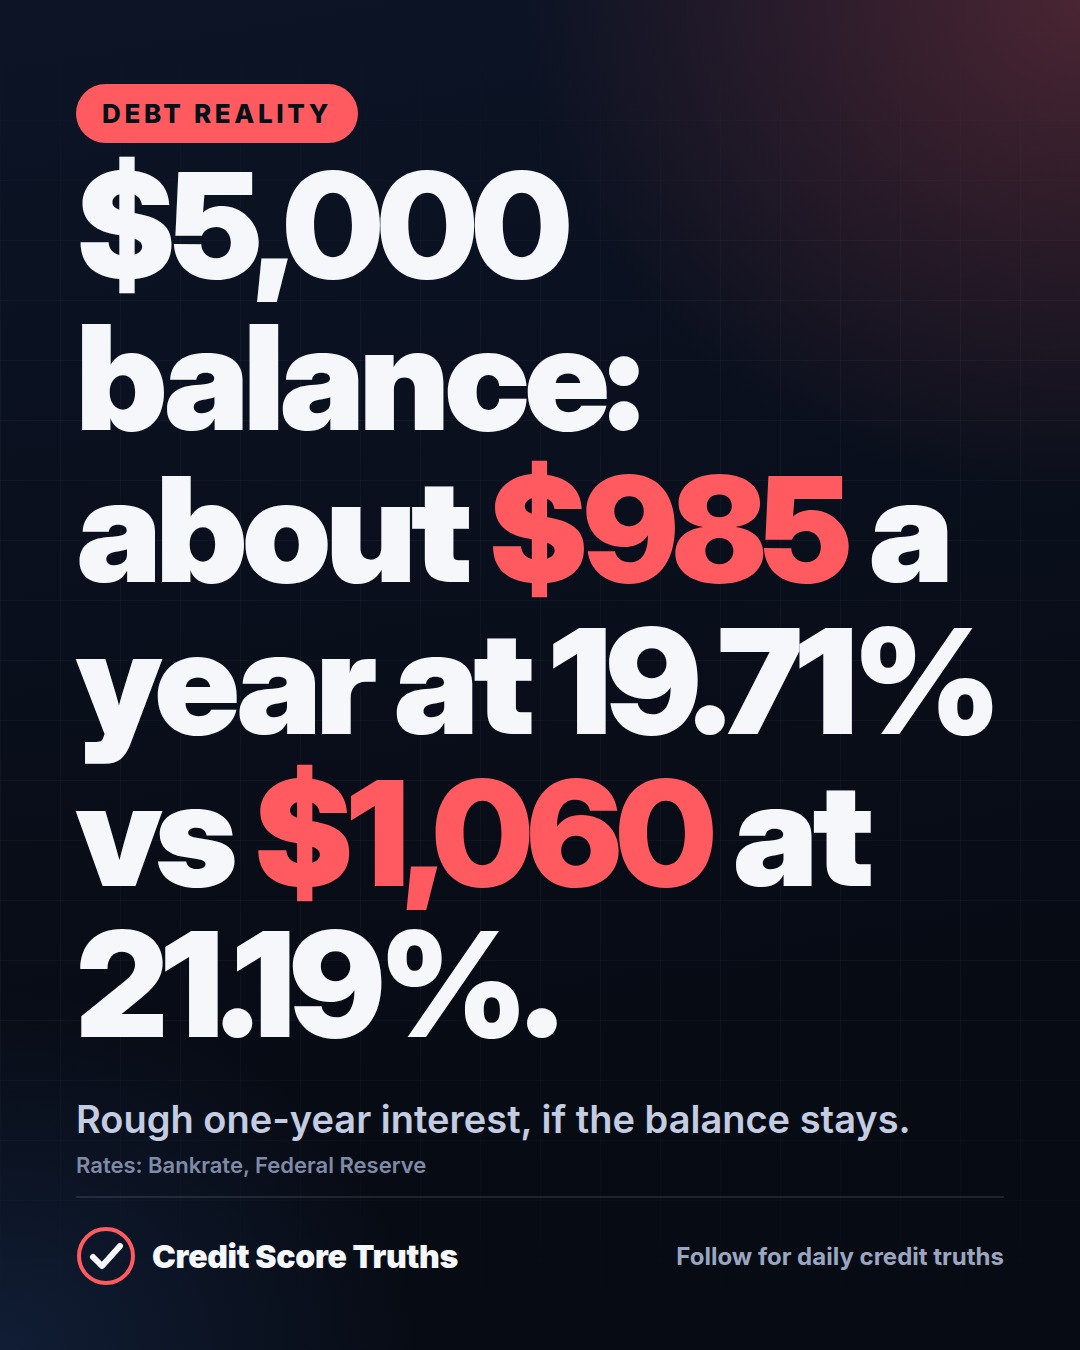 DEBT REALITY
$5,000
balance:
about $985 a
year at 19.71%
vs $1,060 at
21.19%.
Rough one-year interest, if the balance stays.
Rates: Bankrate, Federal Reserve
Credit Score Truths
Follow for daily credit truths